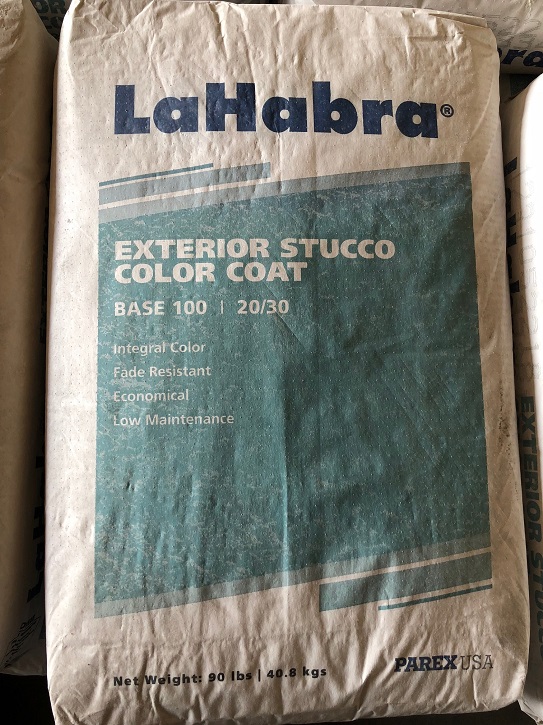 LaHabra®
EXTERIOR STUCCO
COLOR COAT
BASE 100 | 20/30
Integral Color
Fade Resistant
Economical
Low Maintenance
Net Weight: 90 lbs | 40.8 kgs
PAREXUSA
EXTERIOR STUCCO